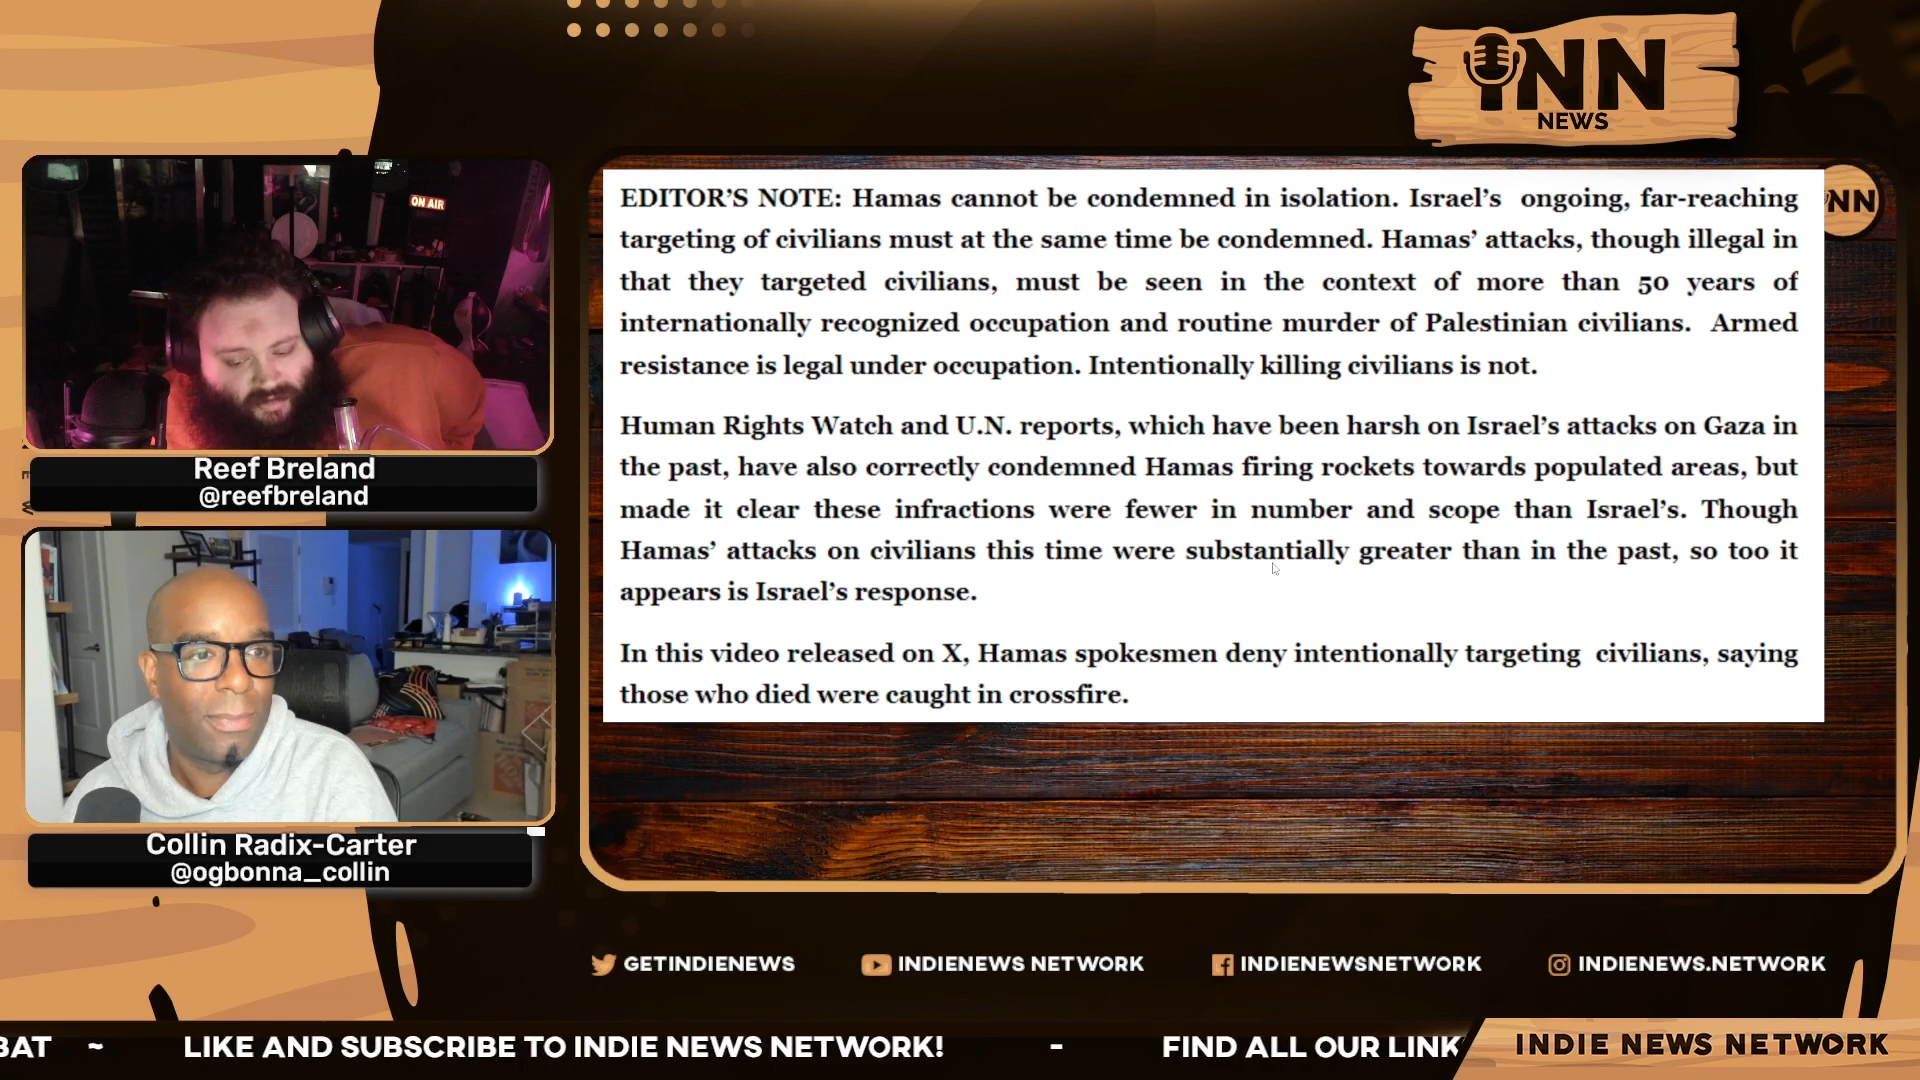 iNN
NEWS
ON AIR
EDITOR’S NOTE: Hamas cannot be condemned in isolation. Israel’s ongoing, far-reaching
targeting of civilians must at the same time be condemned. Hamas’ attacks, though illegal in
that they targeted civilians, must be seen in the context of more than 50 years of
internationally recognized occupation and routine murder of Palestinian civilians. Armed
resistance is legal under occupation. Intentionally killing civilians is not.
Human Rights Watch and U.N. reports, which have been harsh on Israel’s attacks on Gaza in
the past, have also correctly condemned Hamas firing rockets towards populated areas, but
made it clear these infractions were fewer in number and scope than Israel’s. Though
Hamas’ attacks on civilians this time were substantially greater than in the past, so too it
appears is Israel’s response.
In this video released on X, Hamas spokesmen deny intentionally targeting civilians, saying
those who died were caught in crossfire.
NN
Reef Breland
@reefbreland
Collin Radix-Carter
@ogbonna_collin
GETINDIENEWS
INDIENEWS NETWORK
INDIENEWSNETWORK
INDIENEWS.NETWORK
BAT ~ LIKE AND SUBSCRIBE TO INDIE NEWS NETWORK! - FIND ALL OUR LINK
INDIE NEWS NETWORK